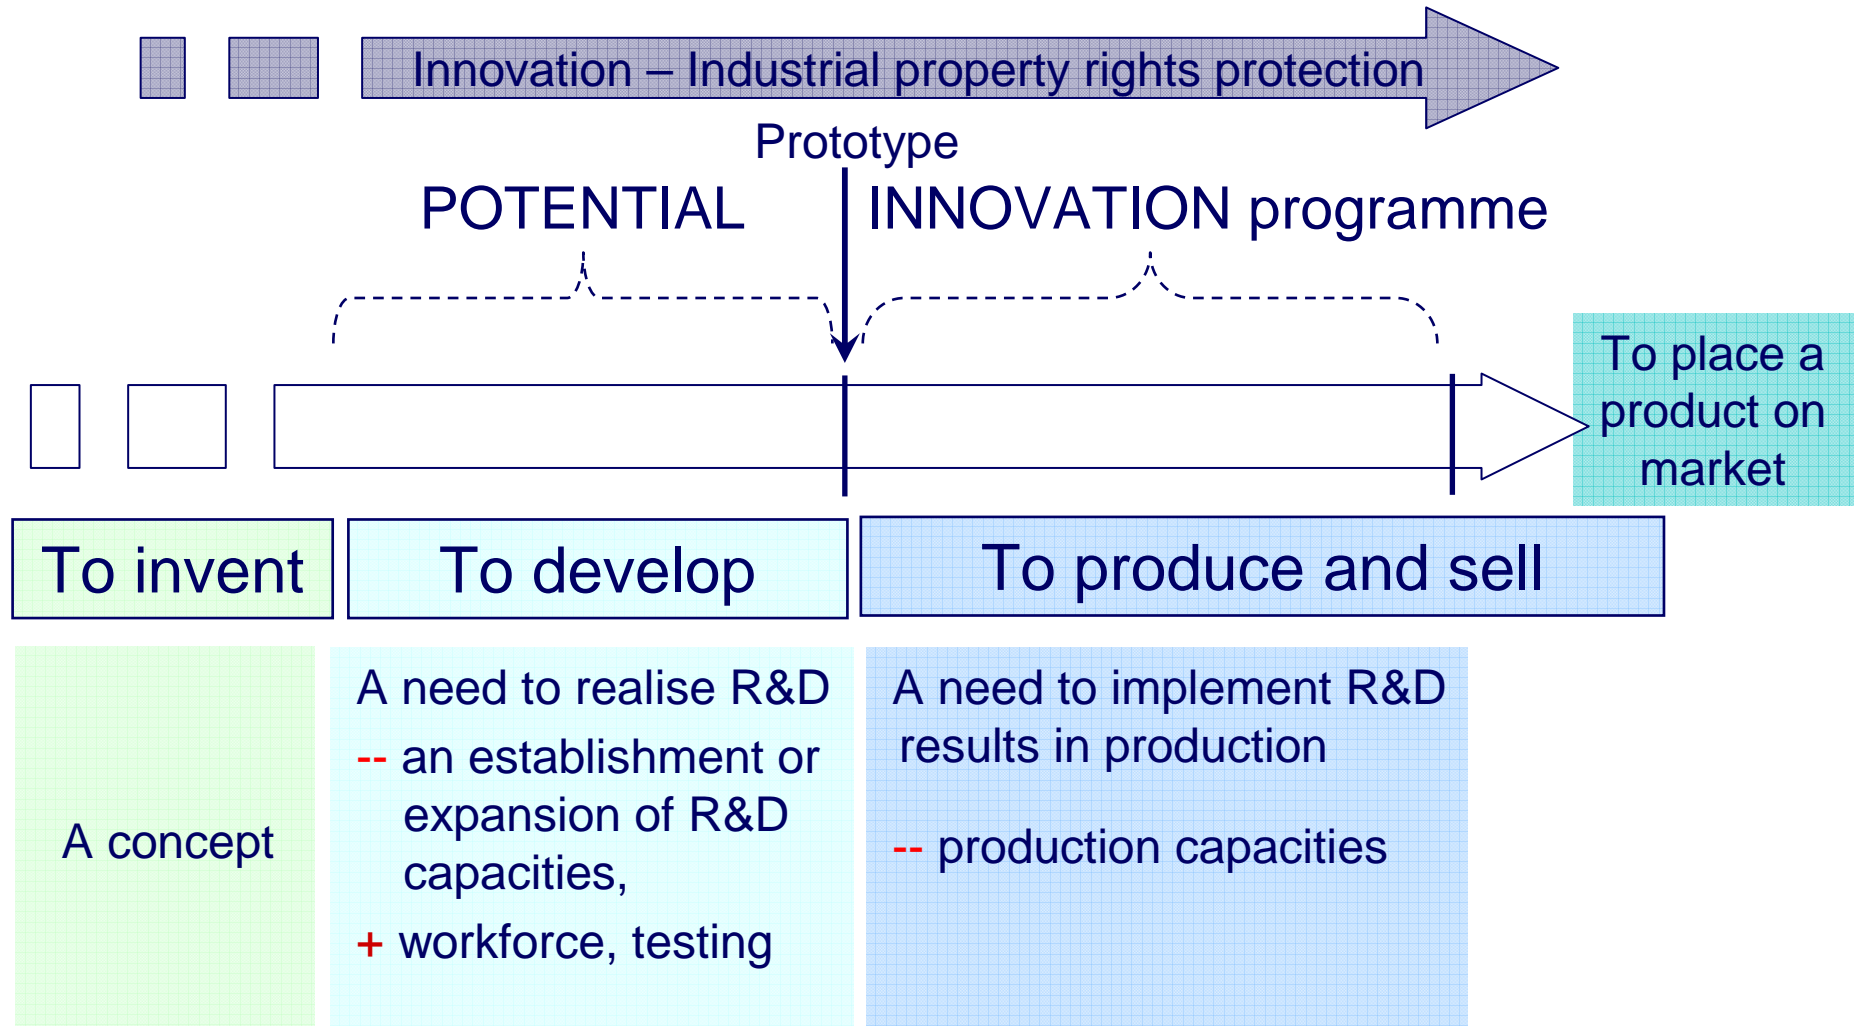 Innovation – Industrial property rights protection
Prototype
POTENTIAL
INNOVATION programme
To place a
product on
market
To invent
To develop
To produce and sell
A concept
A need to realise R&D
-- an establishment or
expansion of R&D
capacities,
+ workforce, testing
A need to implement R&D
results in production
-- production capacities